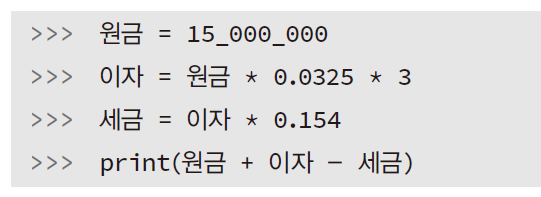 >>> 원금 = 15_000_000
>>> 이자 = 원금 * 0.0325 * 3
>>> 세금 = 이자 * 0.154
>>> print(원금 + 이자 − 세금)